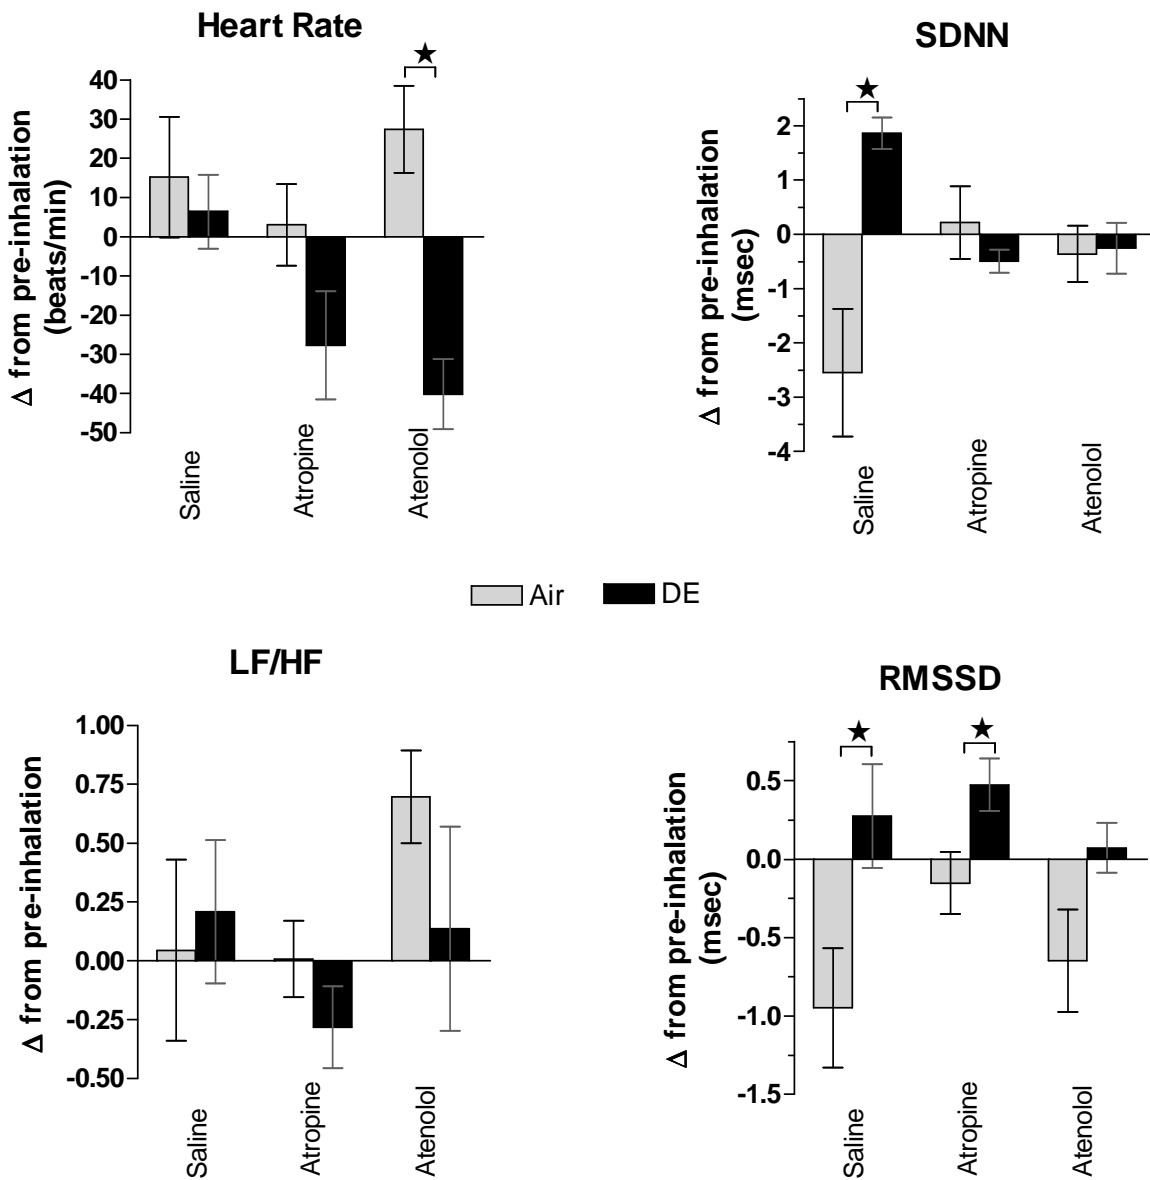 Heart Rate
★
40
30
20
10
0
-10
-20
-30
-40
-50
Δ from pre-inhalation
(beats/min)
Saline
Atropine
Atenolol
SDNN
★
2
1
0
-1
-2
-3
-4
Δ from pre-inhalation
(msec)
Saline
Atropine
Atenolol
Air DE
LF/HF
1.00
0.75
0.50
0.25
0.00
-0.25
-0.50
Δ from pre-inhalation
Saline
Atropine
Atenolol
RMSSD
★ ★
0.5
0.0
-0.5
-1.0
-1.5
Δ from pre-inhalation
(msec)
Saline
Atropine
Atenolol